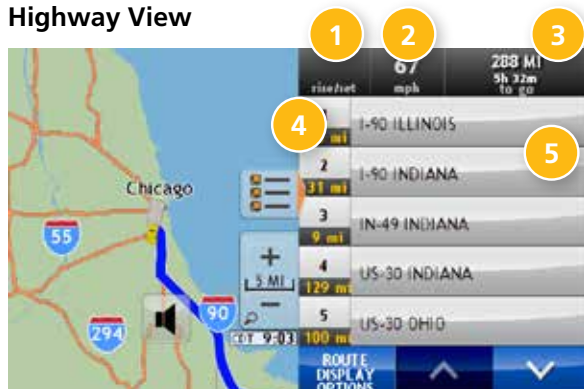 Highway View
1
2
3
67
288 MI
5h 32m
rise/set
mph
to go
4
I-90 ILLINOIS
mi
5
2
I-90 INDIANA
31 mi
Chicago
3
IN-49 INDIANA
9 mi
55
+
4
US-30 INDIANA
5 MI
129 mi
−
5
US-30 OHIO
90
294
9:03
100 mi
ROUTE
DISPLAY
OPTIONS